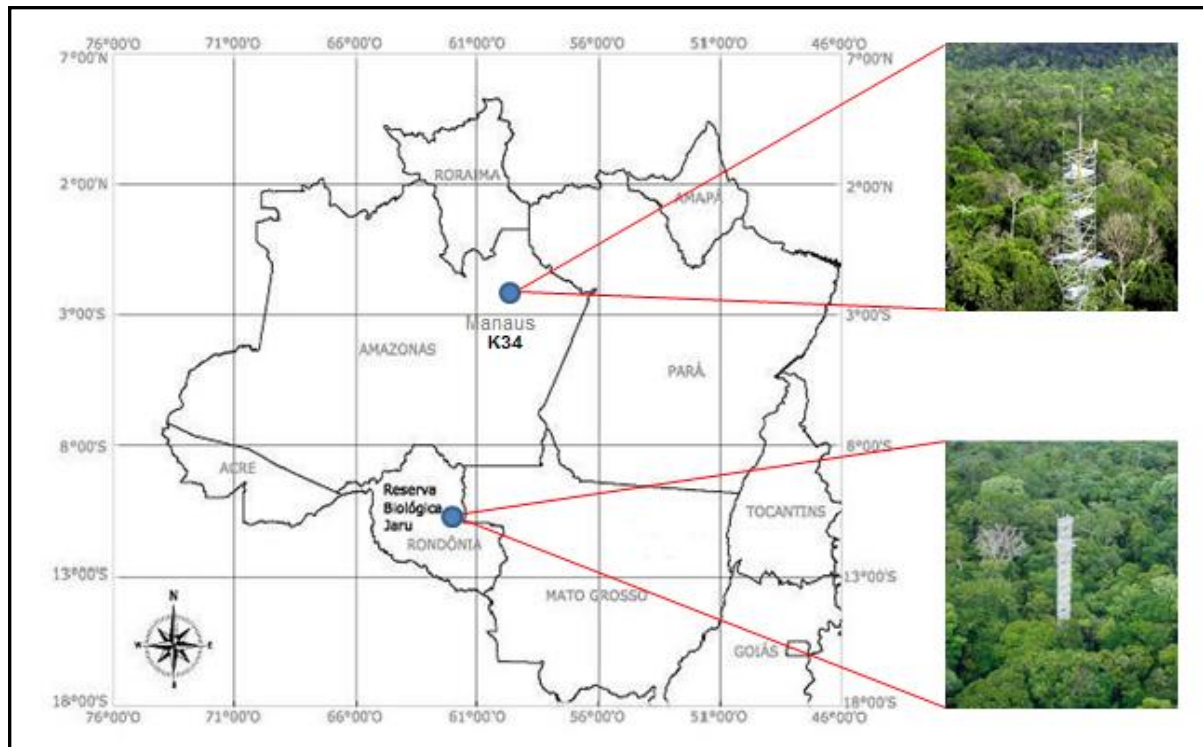 76°00'O 71°00'O 66°00'O 61°00'O 56°00'O 51°00'O 46°00'O
7°00'N 7°00'N
RORAIMA
2°00'N 2°00'N
AMAPÁ
3°00'S 3°00'S
Manaus
K34
AMAZONAS
PARÁ
8°00'S 8°00'S
ACRE
Reserva
Biológica
Jaru
RONDÔNIA
TOCANTINS
13°00'S 13°00'S
MATO GROSSO
N
W E
S
GOIÁS
18°00'S 18°00'S
76°00'O 71°00'O 66°00'O 61°00'O 56°00'O 51°00'O 46°00'O